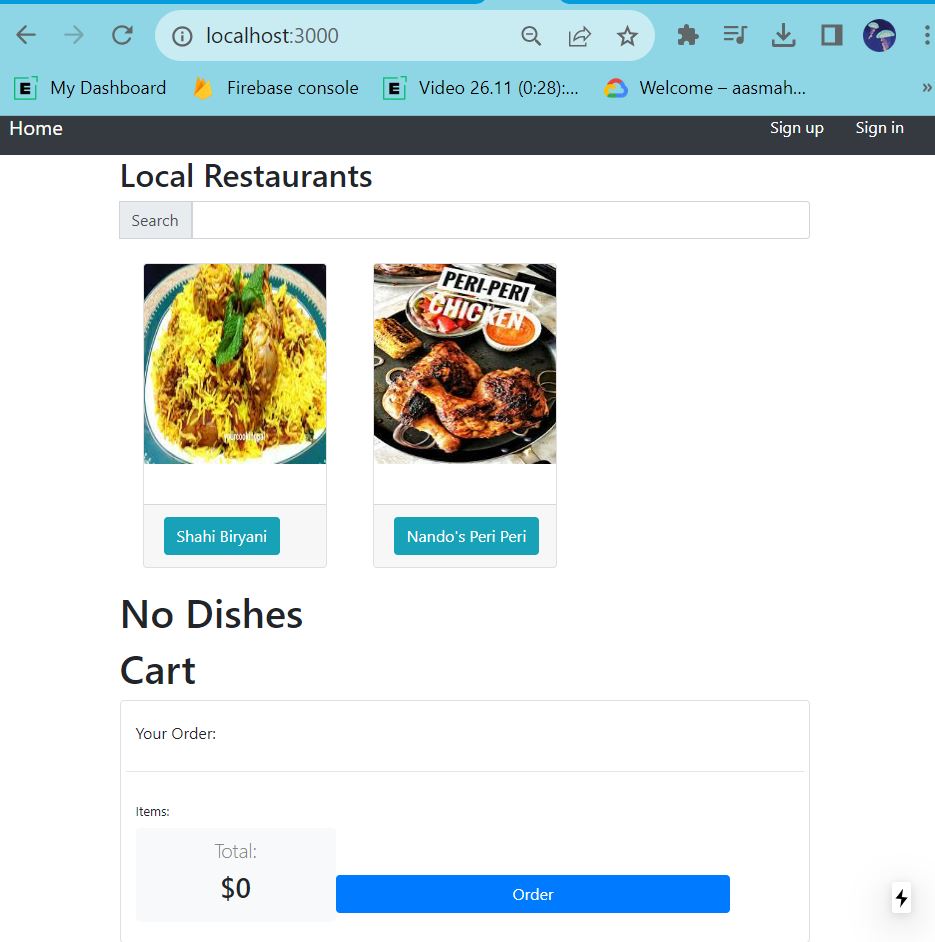 localhost:3000
My Dashboard
Firebase console
Video 26.11 (0:28):...
Welcome – aasmah...
»
Home
Sign up
Sign in
Local Restaurants
Search
PERI-PERI
CHICKEN
Shahi Biryani
Nando's Peri Peri
No Dishes
Cart
Your Order:
Items:
Total:
$0
Order